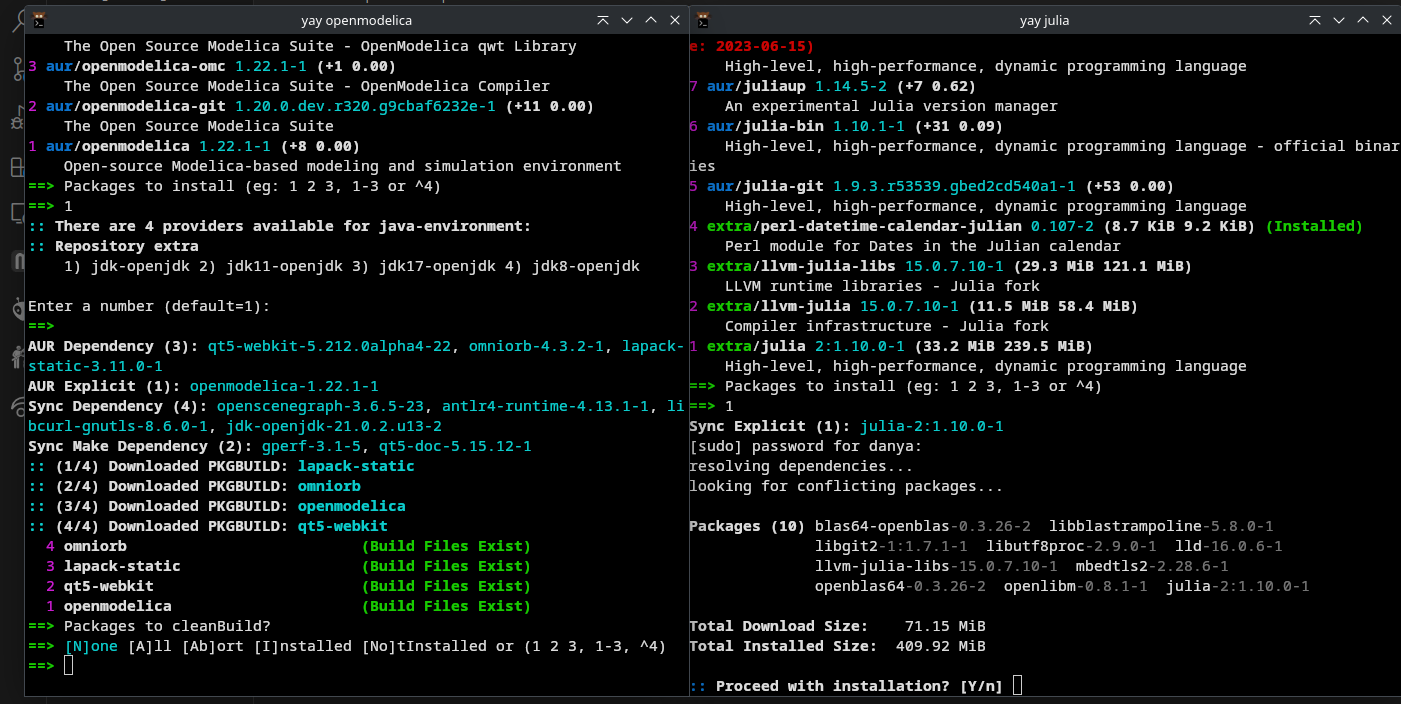 yay openmodelica
The Open Source Modelica Suite - OpenModelica qwt Library
3 aur/openmodelica-omc 1.22.1-1 (+1 0.00)
The Open Source Modelica Suite - OpenModelica Compiler
2 aur/openmodelica-git 1.20.0.dev.r320.g9cbaf6232e-1 (+11 0.00)
The Open Source Modelica Suite
1 aur/openmodelica 1.22.1-1 (+8 0.00)
Open-source Modelica-based modeling and simulation environment
==> Packages to install (eg: 1 2 3, 1-3 or ^4)
==> 1
:: There are 4 providers available for java-environment:
:: Repository extra
1) jdk-openjdk 2) jdk11-openjdk 3) jdk17-openjdk 4) jdk8-openjdk
Enter a number (default=1):
==>
AUR Dependency (3): qt5-webkit-5.212.0alpha4-22, omniorb-4.3.2-1, lapack-
static-3.11.0-1
AUR Explicit (1): openmodelica-1.22.1-1
Sync Dependency (4): openscenegraph-3.6.5-23, antlr4-runtime-4.13.1-1, li
bcurl-gnutls-8.6.0-1, jdk-openjdk-21.0.2.u13-2
Sync Make Dependency (2): gperf-3.1-5, qt5-doc-5.15.12-1
:: (1/4) Downloaded PKGBUILD: lapack-static
:: (2/4) Downloaded PKGBUILD: omniorb
:: (3/4) Downloaded PKGBUILD: openmodelica
:: (4/4) Downloaded PKGBUILD: qt5-webkit
4 omniorb (Build Files Exist)
3 lapack-static (Build Files Exist)
2 qt5-webkit (Build Files Exist)
1 openmodelica (Build Files Exist)
==> Packages to cleanBuild?
==> [N]one [A]ll [Ab]ort [I]nstalled [No]tInstalled or (1 2 3, 1-3, ^4)
==>
yay julia
e: 2023-06-15)
High-level, high-performance, dynamic programming language
7 aur/juliaup 1.14.5-2 (+7 0.62)
An experimental Julia version manager
6 aur/julia-bin 1.10.1-1 (+31 0.09)
High-level, high-performance, dynamic programming language - official binar
ies
5 aur/julia-git 1.9.3.r53539.gbed2cd540a1-1 (+53 0.00)
High-level, high-performance, dynamic programming language
4 extra/perl-datetime-calendar-julian 0.107-2 (8.7 KiB 9.2 KiB) (Installed)
Perl module for Dates in the Julian calendar
3 extra/llvm-julia-libs 15.0.7.10-1 (29.3 MiB 121.1 MiB)
LLVM runtime libraries - Julia fork
2 extra/llvm-julia 15.0.7.10-1 (11.5 MiB 58.4 MiB)
Compiler infrastructure - Julia fork
1 extra/julia 2:1.10.0-1 (33.2 MiB 239.5 MiB)
High-level, high-performance, dynamic programming language
==> Packages to install (eg: 1 2 3, 1-3 or ^4)
==> 1
Sync Explicit (1): julia-2:1.10.0-1
[sudo] password for danya:
resolving dependencies...
looking for conflicting packages...
Packages (10) blas64-openblas-0.3.26-2 libblastrampoline-5.8.0-1
libgit2-1:1.7.1-1 libutf8proc-2.9.0-1 lld-16.0.6-1
llvm-julia-libs-15.0.7.10-1 mbedtls2-2.28.6-1
openblas64-0.3.26-2 openlibm-0.8.1-1 julia-2:1.10.0-1
Total Download Size: 71.15 MiB
Total Installed Size: 409.92 MiB
:: Proceed with installation? [Y/n]